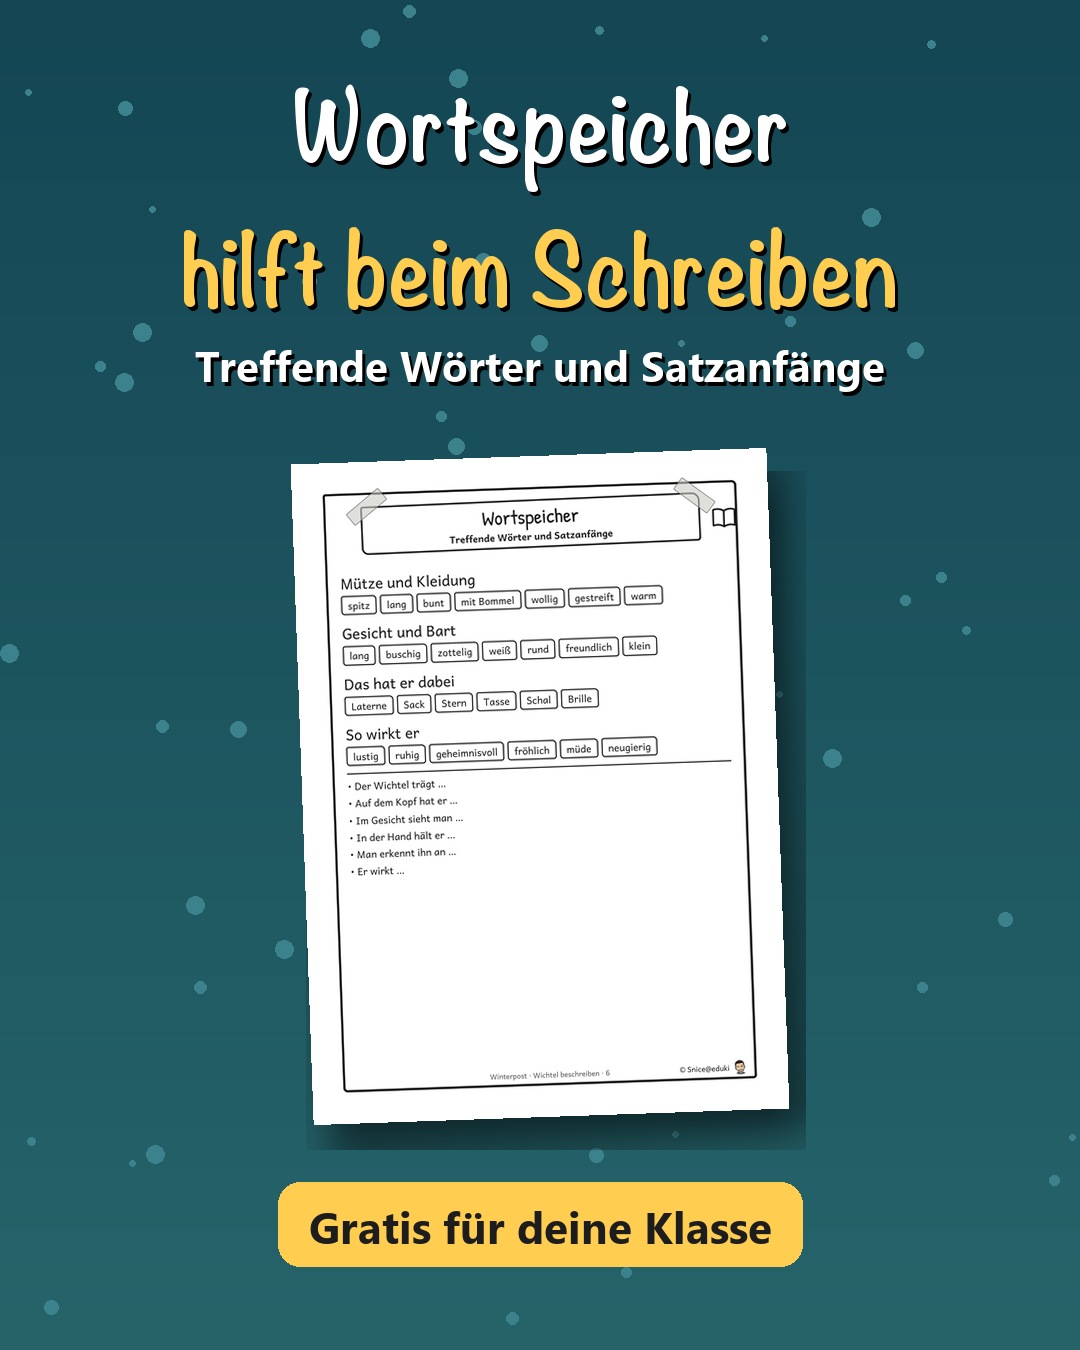 Wortspeicher
hilft beim Schreiben
Treffende Wörter und Satzanfänge
Wortspeicher
Treffende Wörter und Satzanfänge
Mütze und Kleidung
spitz lang bunt mit Bommel wollig gestreift warm
Gesicht und Bart
lang buschig zottelig weiß rund freundlich klein
Das hat er dabei
Laterne Sack Stern Tasse Schal Brille
So wirkt er
lustig ruhig geheimnisvoll fröhlich müde neugierig
• Der Wichtel trägt ...
• Auf dem Kopf hat er ...
• Im Gesicht sieht man ...
• In der Hand hält er ...
• Man erkennt ihn an ...
• Er wirkt ...
Winterpost · Wichtel beschreiben · 6
© Snice@eduki
Gratis für deine Klasse